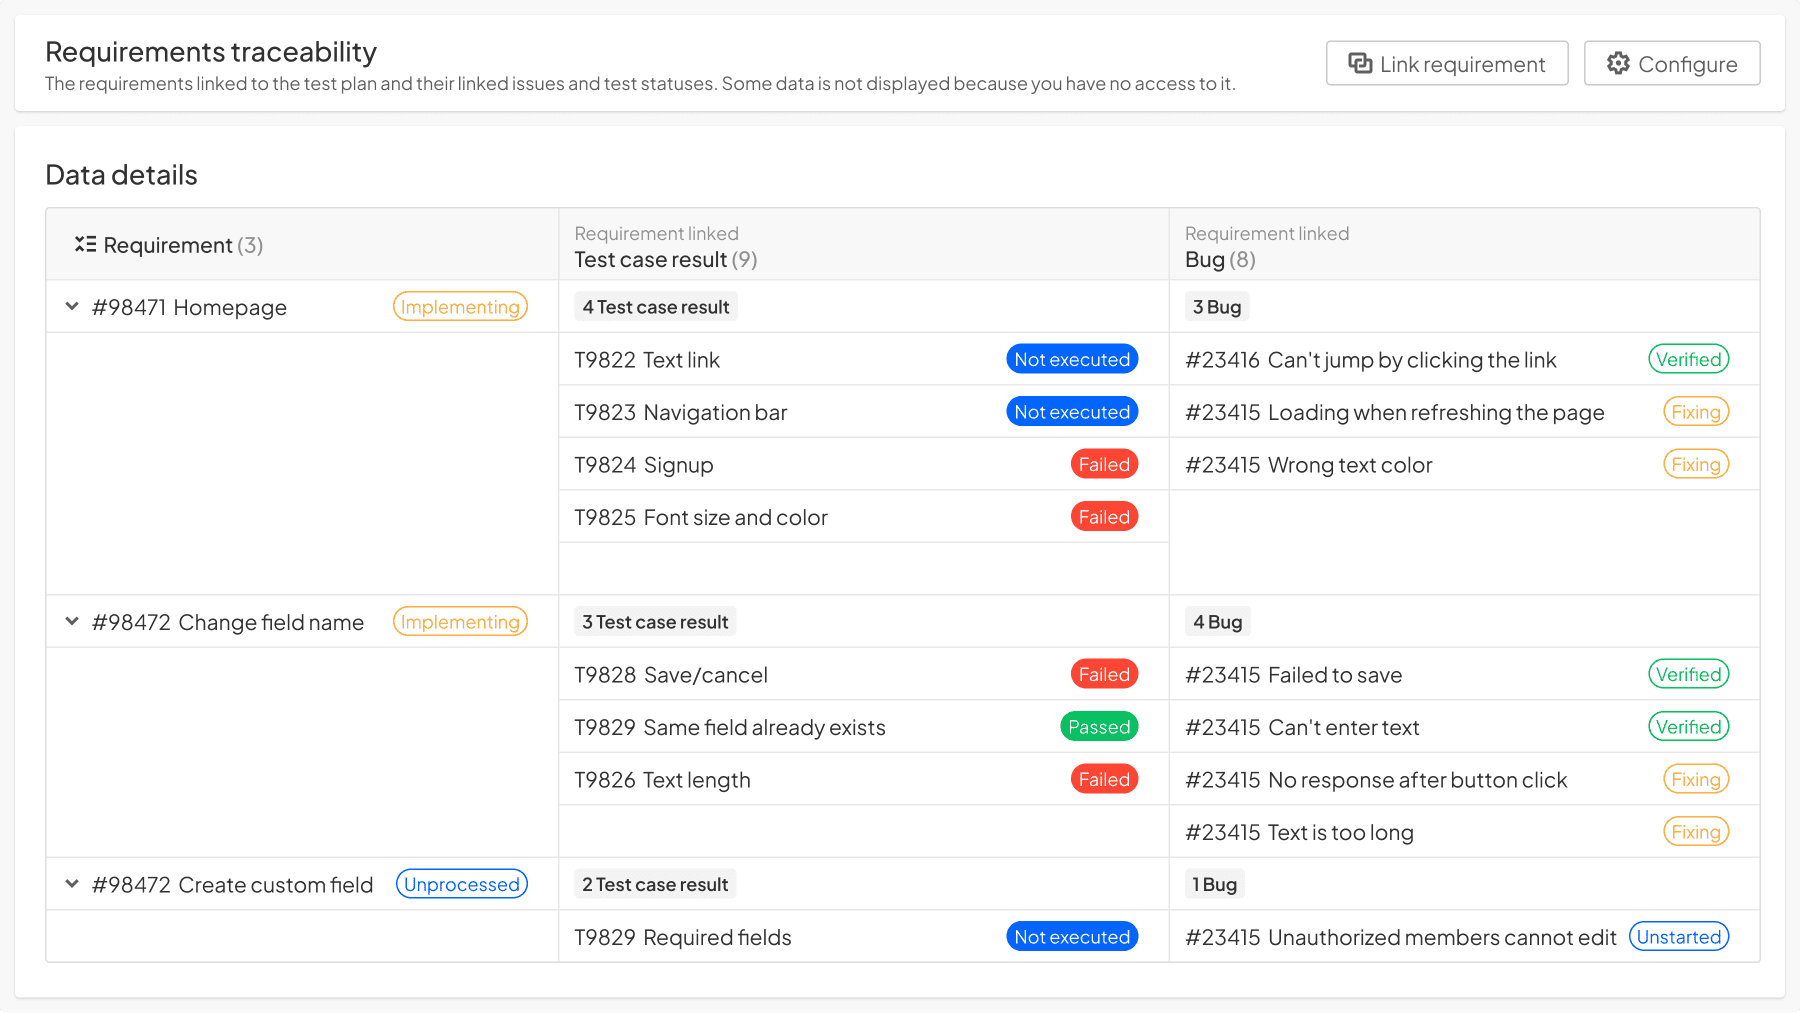 Requirements traceability
The requirements linked to the test plan and their linked issues and test statuses. Some data is not displayed because you have no access to it.
Link requirement
Configure
Data details
Requirement (3)
Requirement linked
Test case result (9)
Requirement linked
Bug (8)
#98471 Homepage Implementing 4 Test case result 3 Bug
T9822 Text link Not executed #23416 Can't jump by clicking the link Verified
T9823 Navigation bar Not executed #23415 Loading when refreshing the page Fixing
T9824 Signup Failed #23415 Wrong text color Fixing
T9825 Font size and color Failed
#98472 Change field name Implementing 3 Test case result 4 Bug
T9828 Save/cancel Failed #23415 Failed to save Verified
T9829 Same field already exists Passed #23415 Can't enter text Verified
T9826 Text length Failed #23415 No response after button click Fixing
#23415 Text is too long Fixing
#98472 Create custom field Unprocessed 2 Test case result 1 Bug
T9829 Required fields Not executed #23415 Unauthorized members cannot edit Unstarted